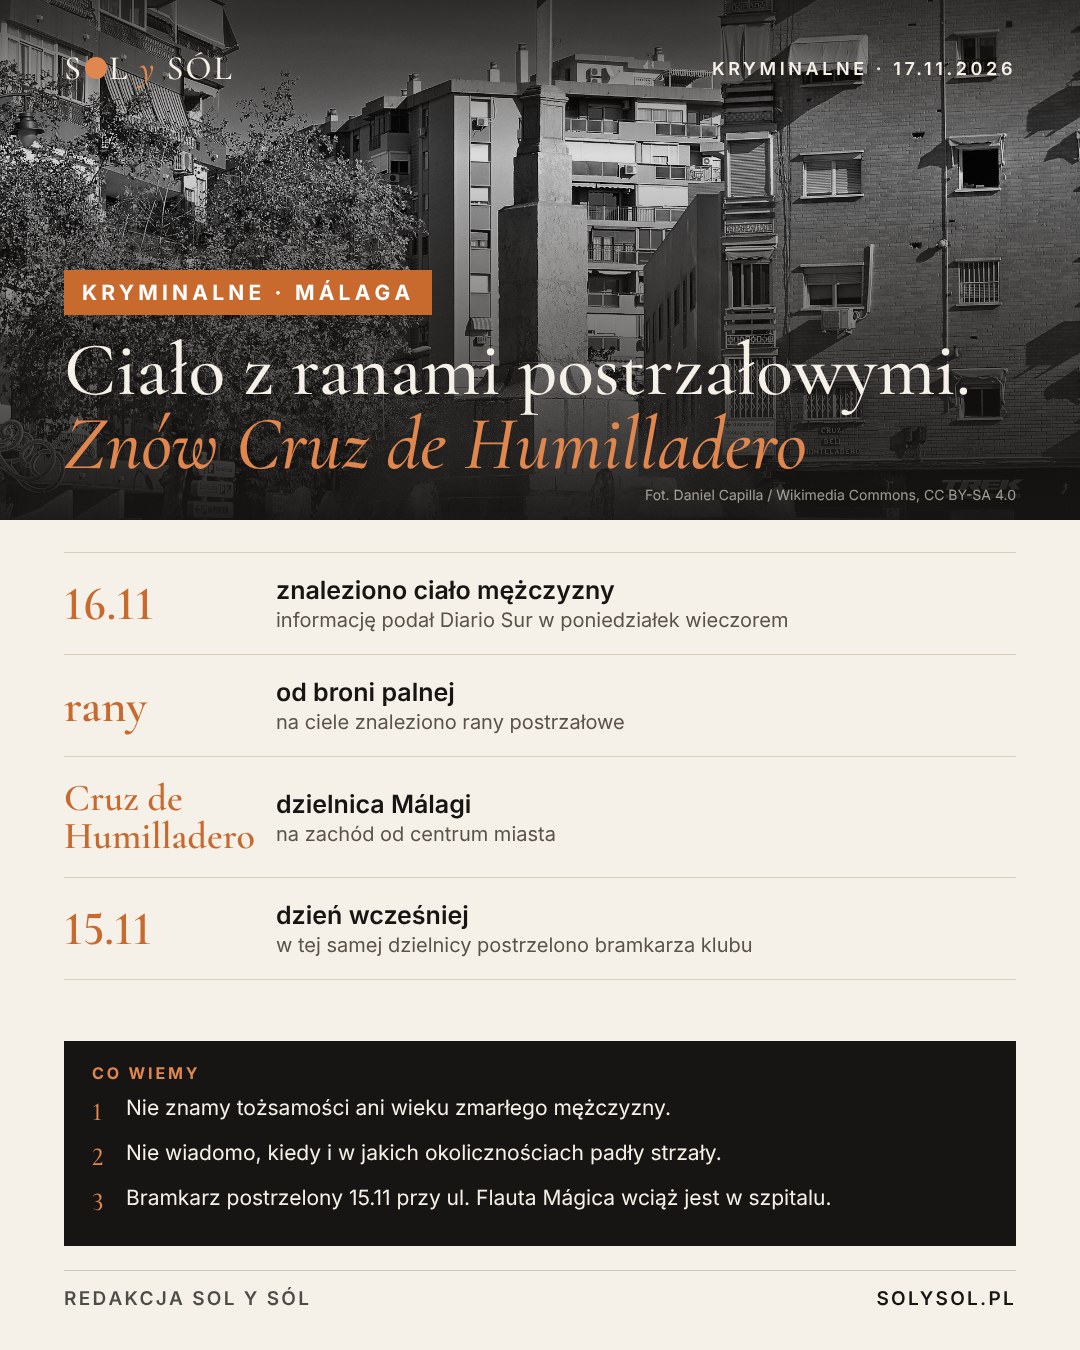 SOL y SÓL
KRYMINALNE · 17.11.2026
KRYMINALNE · MÁLAGA
Ciało z ranami postrzałowymi.
Znów Cruz de Humilladero
TREK
Fot. Daniel Capilla / Wikimedia Commons, CC BY-SA 4.0
16.11
znaleziono ciało mężczyzny
informację podał Diario Sur w poniedziałek wieczorem
rany
od broni palnej
na ciele znaleziono rany postrzałowe
Cruz de
Humilladero
dzielnica Málagi
na zachód od centrum miasta
15.11
dzień wcześniej
w tej samej dzielnicy postrzelono bramkarza klubu
CO WIEMY
1 Nie znamy tożsamości ani wieku zmarłego mężczyzny.
2 Nie wiadomo, kiedy i w jakich okolicznościach padły strzały.
3 Bramkarz postrzelony 15.11 przy ul. Flauta Mágica wciąż jest w szpitalu.
REDAKCJA SOL Y SÓL
SOLYSOL.PL